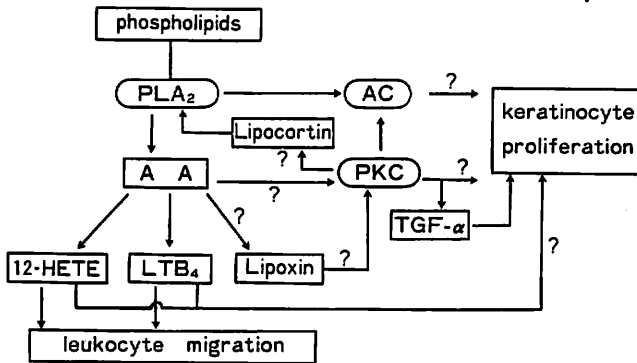 phospholipids
PLA₂
AC
?
keratinocyte
proliferation
Lipocortin
?
A A
?
PKC
?
TGF-α
?
?
12-HETE
LTB₄
Lipoxin
?
leukocyte migration